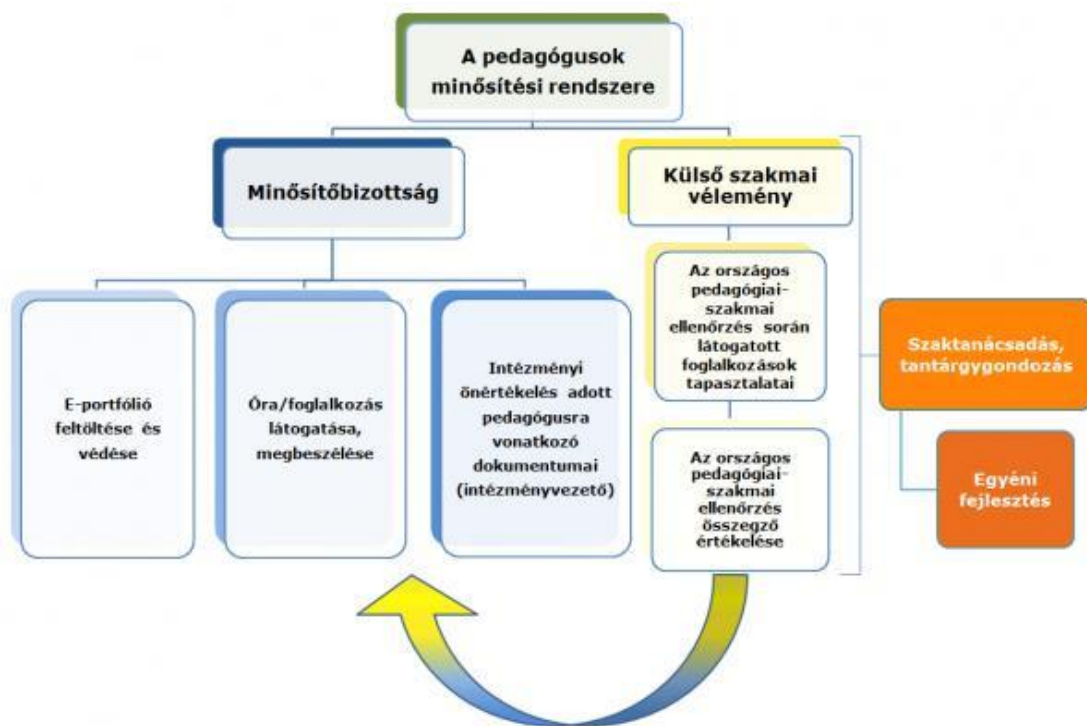 A pedagógusok
minősítési rendszere
Minősítőbizottság
Külső szakmai
vélemény
E-portfólió
feltöltése és
védése
Óra/foglalkozás
látogatása,
megbeszélése
Intézményi
önértékelés adott
pedagógusra
vonatkozó
dokumentumai
(intézményvezető)
Az országos
pedagógiai-
szakmai
ellenőrzés során
látogatott
foglalkozások
tapasztalatai
Az országos
pedagógiai-
szakmai
ellenőrzés
összegző
értékelése
Szaktanácsadás,
tantárgygondozás
Egyéni
fejlesztés